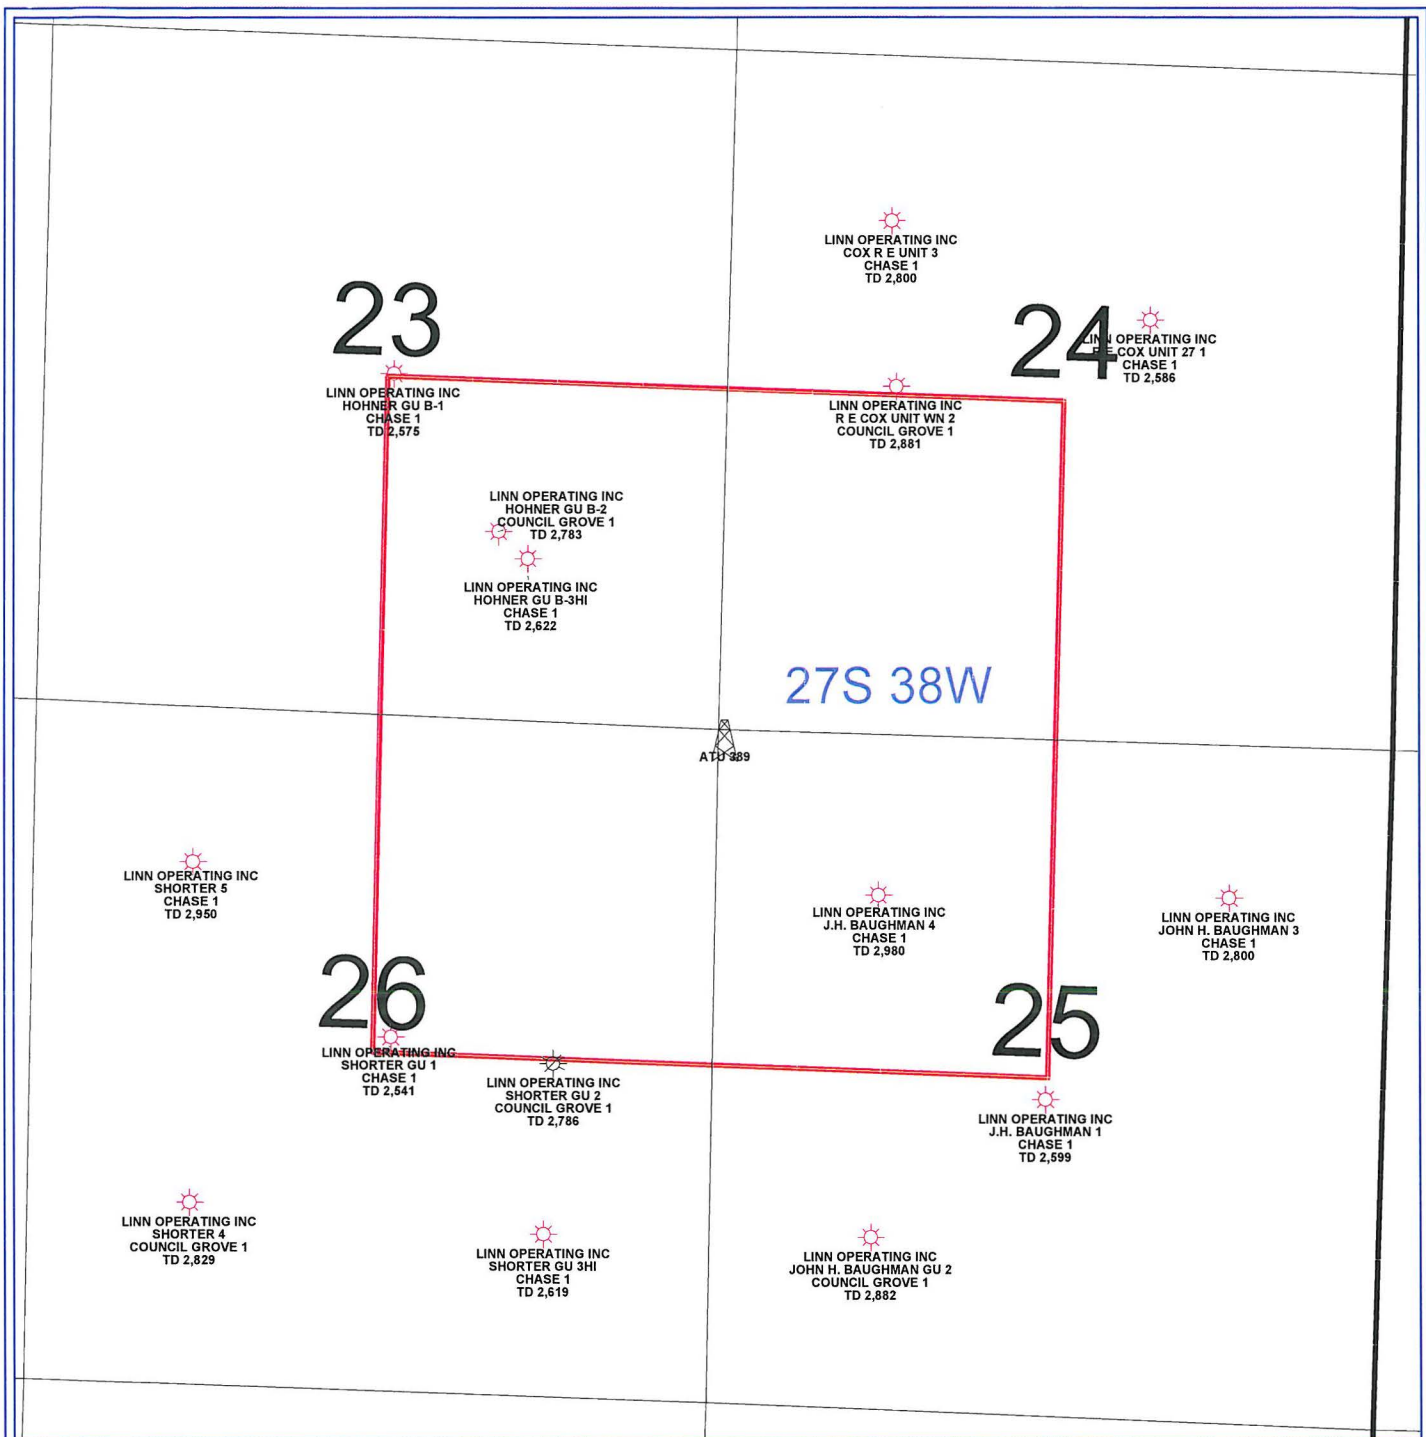 LINN OPERATING INC
COX R E UNIT 3
CHASE 1
TD 2,800
23
24
LINN OPERATING INC
R E COX UNIT 27 1
CHASE 1
TD 2,586
LINN OPERATING INC
HOHNER GU B-1
CHASE 1
TD 2,575
LINN OPERATING INC
R E COX UNIT WN 2
COUNCIL GROVE 1
TD 2,881
LINN OPERATING INC
HOHNER GU B-2
COUNCIL GROVE 1
TD 2,783
LINN OPERATING INC
HOHNER GU B-3HI
CHASE 1
TD 2,622
27S 38W
ATU 389
LINN OPERATING INC
SHORTER 5
CHASE 1
TD 2,950
LINN OPERATING INC
J.H. BAUGHMAN 4
CHASE 1
TD 2,980
LINN OPERATING INC
JOHN H. BAUGHMAN 3
CHASE 1
TD 2,800
26
25
LINN OPERATING INC
SHORTER GU 1
CHASE 1
TD 2,541
LINN OPERATING INC
SHORTER GU 2
COUNCIL GROVE 1
TD 2,786
LINN OPERATING INC
J.H. BAUGHMAN 1
CHASE 1
TD 2,599
LINN OPERATING INC
SHORTER 4
COUNCIL GROVE 1
TD 2,829
LINN OPERATING INC
SHORTER GU 3HI
CHASE 1
TD 2,619
LINN OPERATING INC
JOHN H. BAUGHMAN GU 2
COUNCIL GROVE 1
TD 2,882